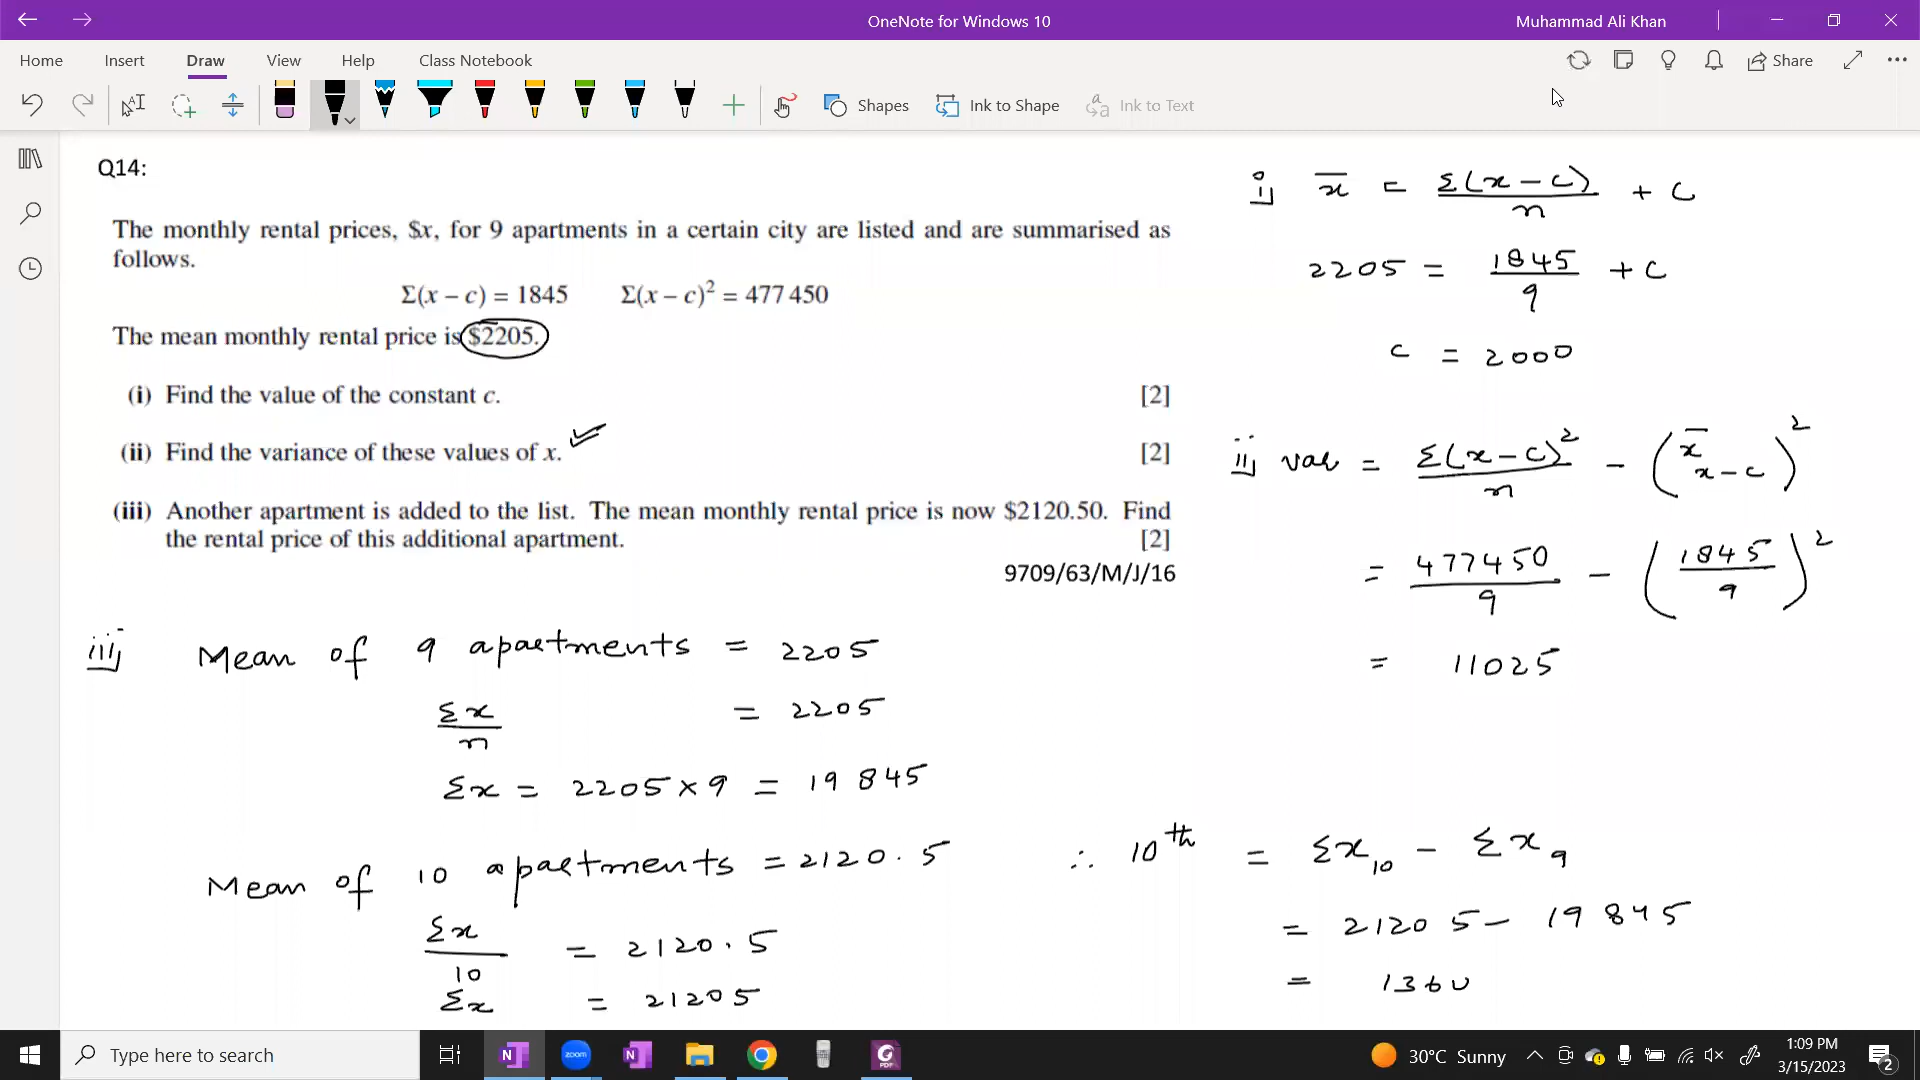 OneNote for Windows 10
Muhammad Ali Khan
Home Insert Draw View Help Class Notebook
Share
Shapes Ink to Shape Ink to Text
Q14:
The monthly rental prices, $x, for 9 apartments in a certain city are listed and are summarised as
follows.
Σ(x – c) = 1845 Σ(x – c)² = 477 450
The mean monthly rental price is $2205.
(i) Find the value of the constant c. [2]
(ii) Find the variance of these values of x. [2]
(iii) Another apartment is added to the list. The mean monthly rental price is now $2120.50. Find
the rental price of this additional apartment. [2]
9709/63/M/J/16
i) x̄ = Σ(x – c)/n + c
2205 = 1845/9 + c
c = 2000
ii) var = Σ(x – c)²/n – (x̄ x – c)²
= 477450/9 – (1845/9)²
= 11025
iii) Mean of 9 apartments = 2205
Σx/n = 2205
Σx = 2205 × 9 = 19845
Mean of 10 apartments = 2120.5
Σx/10 = 2120.5
Σx = 21205
∴ 10th = Σx₁₀ – Σx₉
= 21205 – 19845
= 1360
Type here to search
zoom
PDF
30°C Sunny
1:09 PM
3/15/2023
2